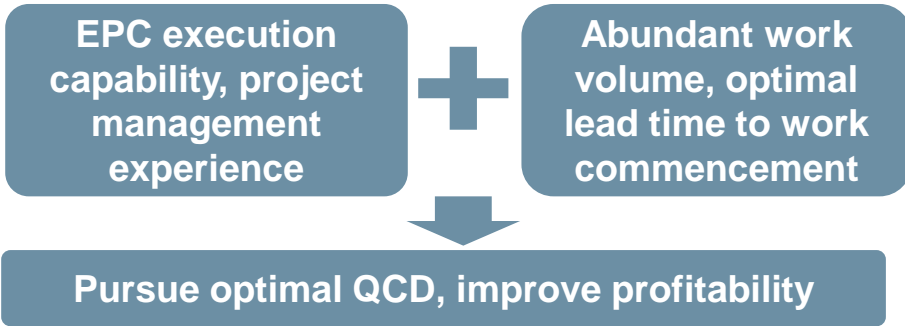 EPC execution
capability, project
management
experience
Abundant work
volume, optimal
lead time to work
commencement
Pursue optimal QCD, improve profitability